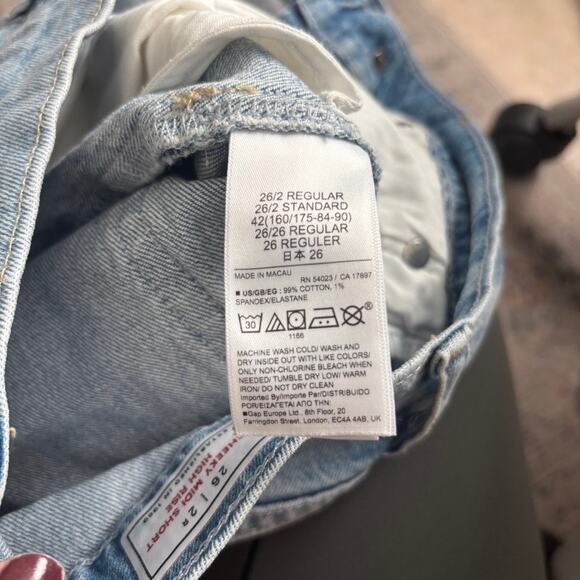 26/2 REGULAR
26/2 STANDARD
42(160/175-84-90)
26/26 REGULAR
26 REGULER
日本 26
MADE IN MACAU
RN 54023 / CA 17897
■ US/GB/EG : 99% COTTON, 1%
SPANDEX/ELASTANE
30
®
1166
MACHINE WASH COLD/ WASH AND
DRY INSIDE OUT WITH LIKE COLORS/
ONLY NON-CHLORINE BLEACH WHEN
NEEDED/ TUMBLE DRY LOW/ WARM
IRON/ DO NOT DRY CLEAN
Imported By/Importe Par/DISTRIBUIDO
POR/ΕΙΣΑΓΕΤΑΙ ΑΠΟ ΤΗΝ:
■Gap Europe Ltd., 8th Floor, 20
Farringdon Street, London, EC4A 4AB, UK
26 | 2R
HIGH RISE
CHEEKY MIDI SHORT